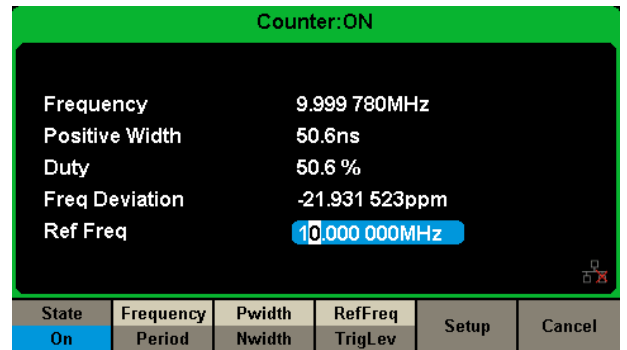 Counter:ON
Frequency 9.999 780MHz
Positive Width 50.6ns
Duty 50.6 %
Freq Deviation -21.931 523ppm
Ref Freq 10.000 000MHz
State Frequency Pwidth RefFreq Setup Cancel
On Period Nwidth TrigLev